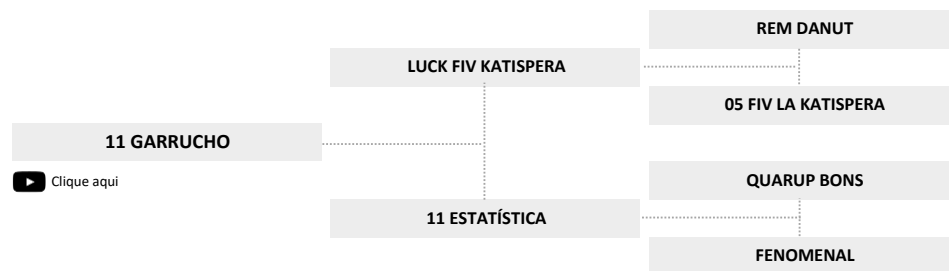 REM DANUT
LUCK FIV KATISPERA
05 FIV LA KATISPERA
11 GARRUCHO
Clique aqui
QUARUP BONS
11 ESTATÍSTICA
FENOMENAL